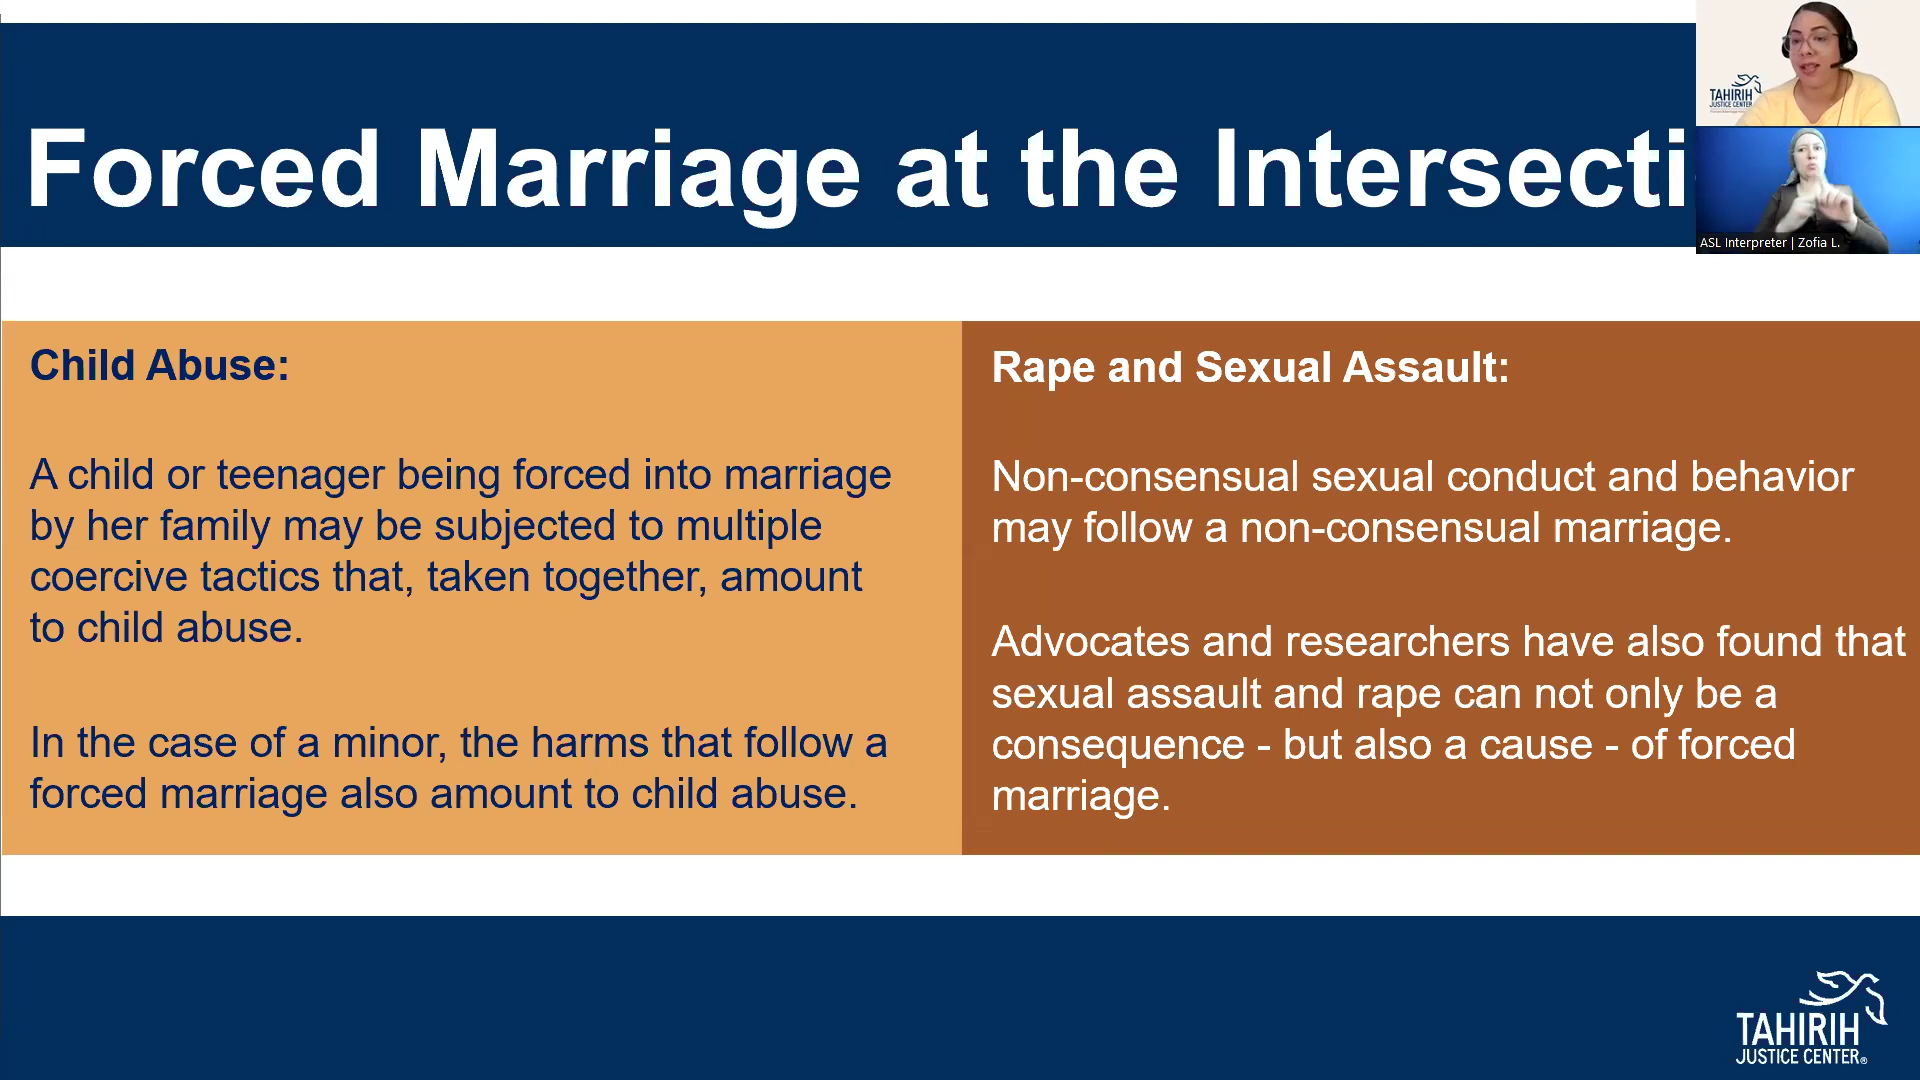 Forced Marriage at the Intersecti
TAHIRIH
JUSTICE CENTER
ASL Interpreter | Zofia L.
Child Abuse:
A child or teenager being forced into marriage
by her family may be subjected to multiple
coercive tactics that, taken together, amount
to child abuse.
In the case of a minor, the harms that follow a
forced marriage also amount to child abuse.
Rape and Sexual Assault:
Non-consensual sexual conduct and behavior
may follow a non-consensual marriage.
Advocates and researchers have also found that
sexual assault and rape can not only be a
consequence - but also a cause - of forced
marriage.
TAHIRIH
JUSTICE CENTER®